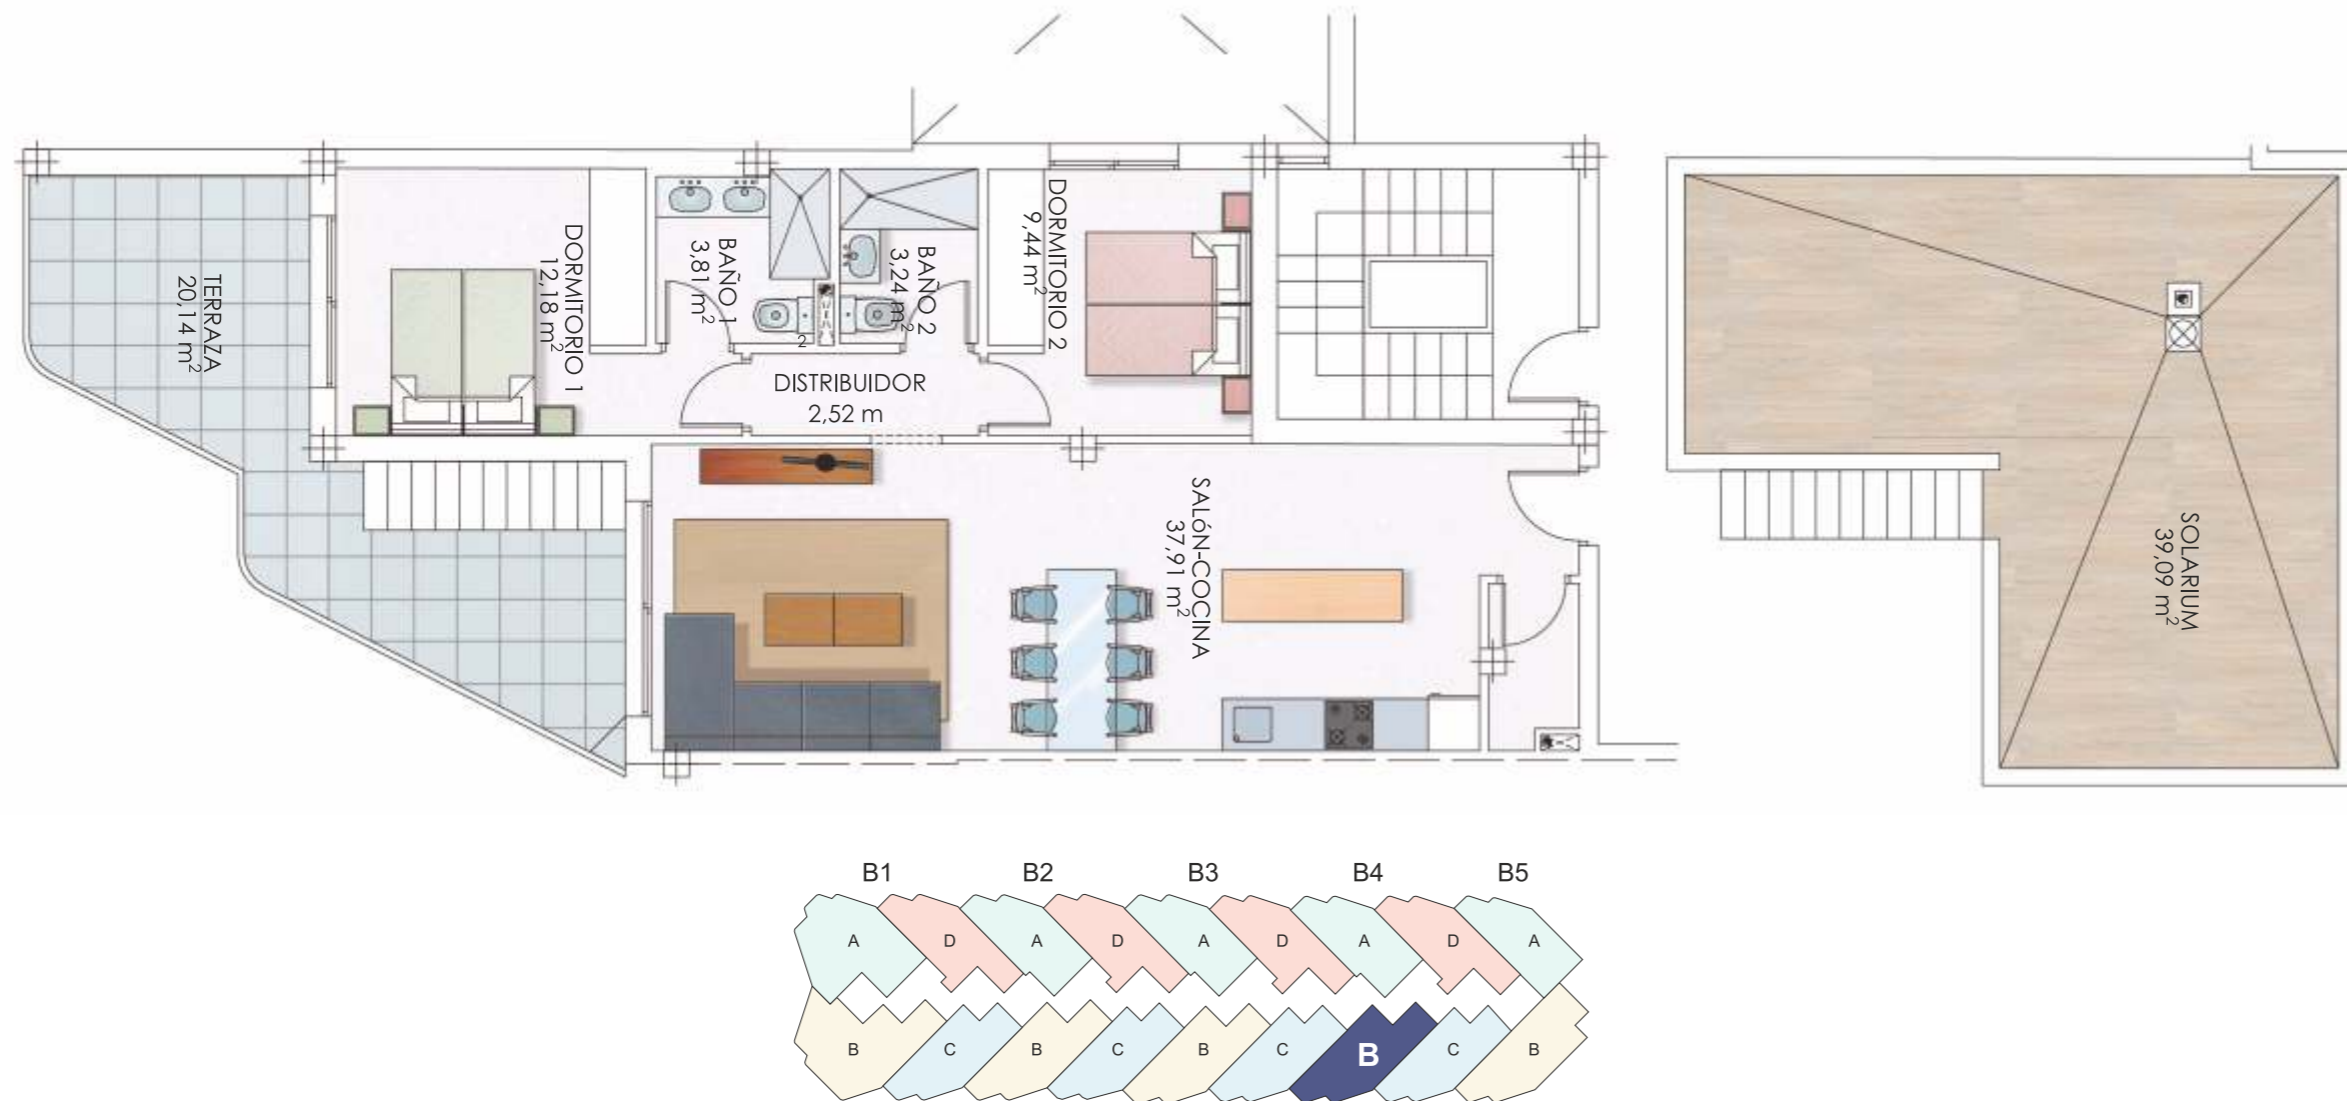 TERRAZA
20,14 m²
DORMITORIO 1
12,18 m²
BAÑO 1
3,81 m²
2
BAÑO 2
3,24 m²
DORMITORIO 2
9,44 m²
DISTRIBUIDOR
2,52 m
SALóN-COCINA
37,91 m²
SOLARIUM
39,09 m²
B1 B2 B3 B4 B5
A D A D A D A D A
B C B C B C B C B